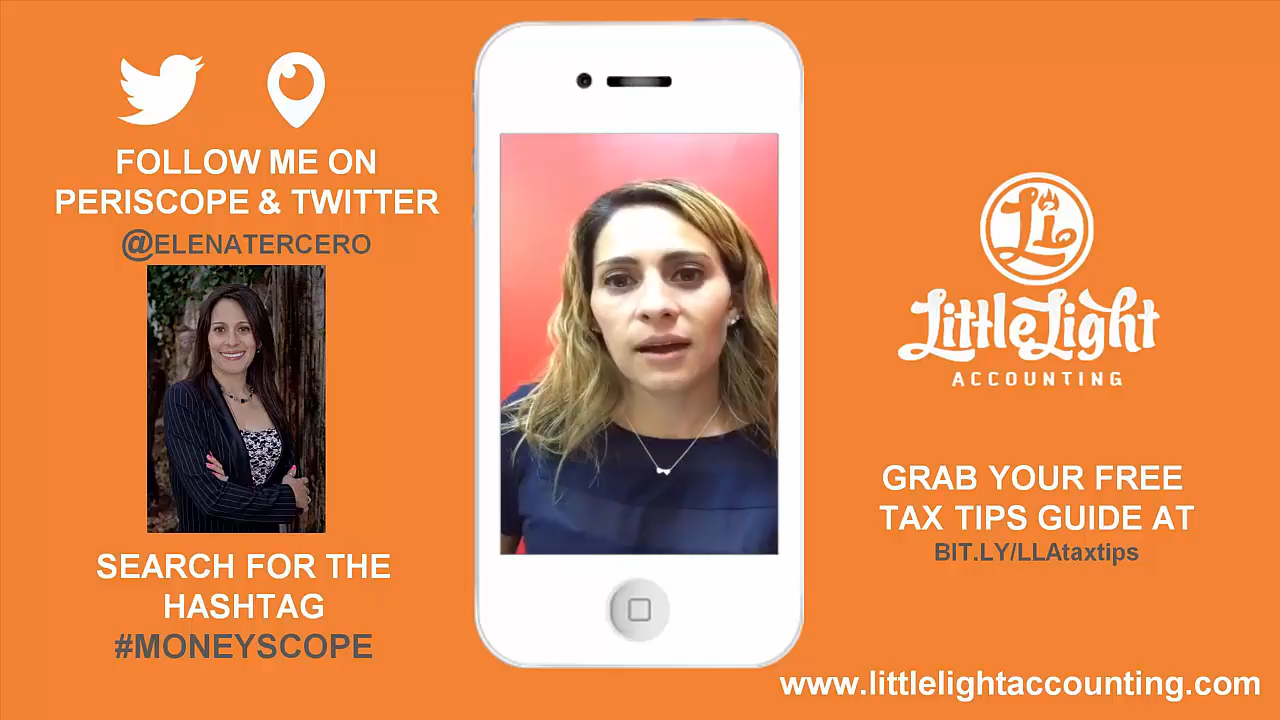 FOLLOW ME ON
PERISCOPE & TWITTER
@ELENATERCERO
SEARCH FOR THE
HASHTAG
#MONEYSCOPE
Li
LittleLight
ACCOUNTING
GRAB YOUR FREE
TAX TIPS GUIDE AT
BIT.LY/LLAtaxtips
www.littlelightaccounting.com